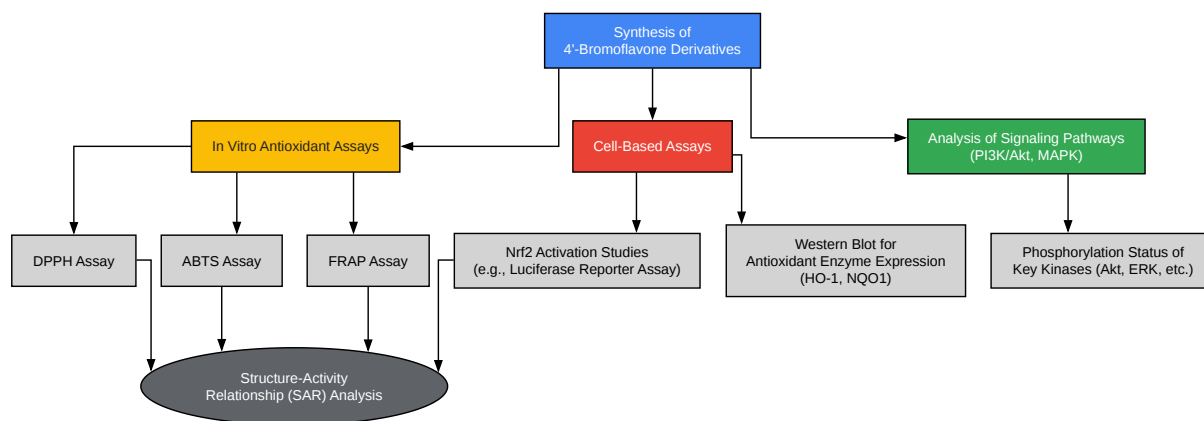 Synthesis of
4'-Bromoflavone Derivatives
In Vitro Antioxidant Assays
Cell-Based Assays
Analysis of Signaling Pathways
(PI3K/Akt, MAPK)
DPPH Assay
ABTS Assay
FRAP Assay
Nrf2 Activation Studies
(e.g., Luciferase Reporter Assay)
Western Blot for
Antioxidant Enzyme Expression
(HO-1, NQO1)
Phosphorylation Status of
Key Kinases (Akt, ERK, etc.)
Structure-Activity
Relationship (SAR) Analysis